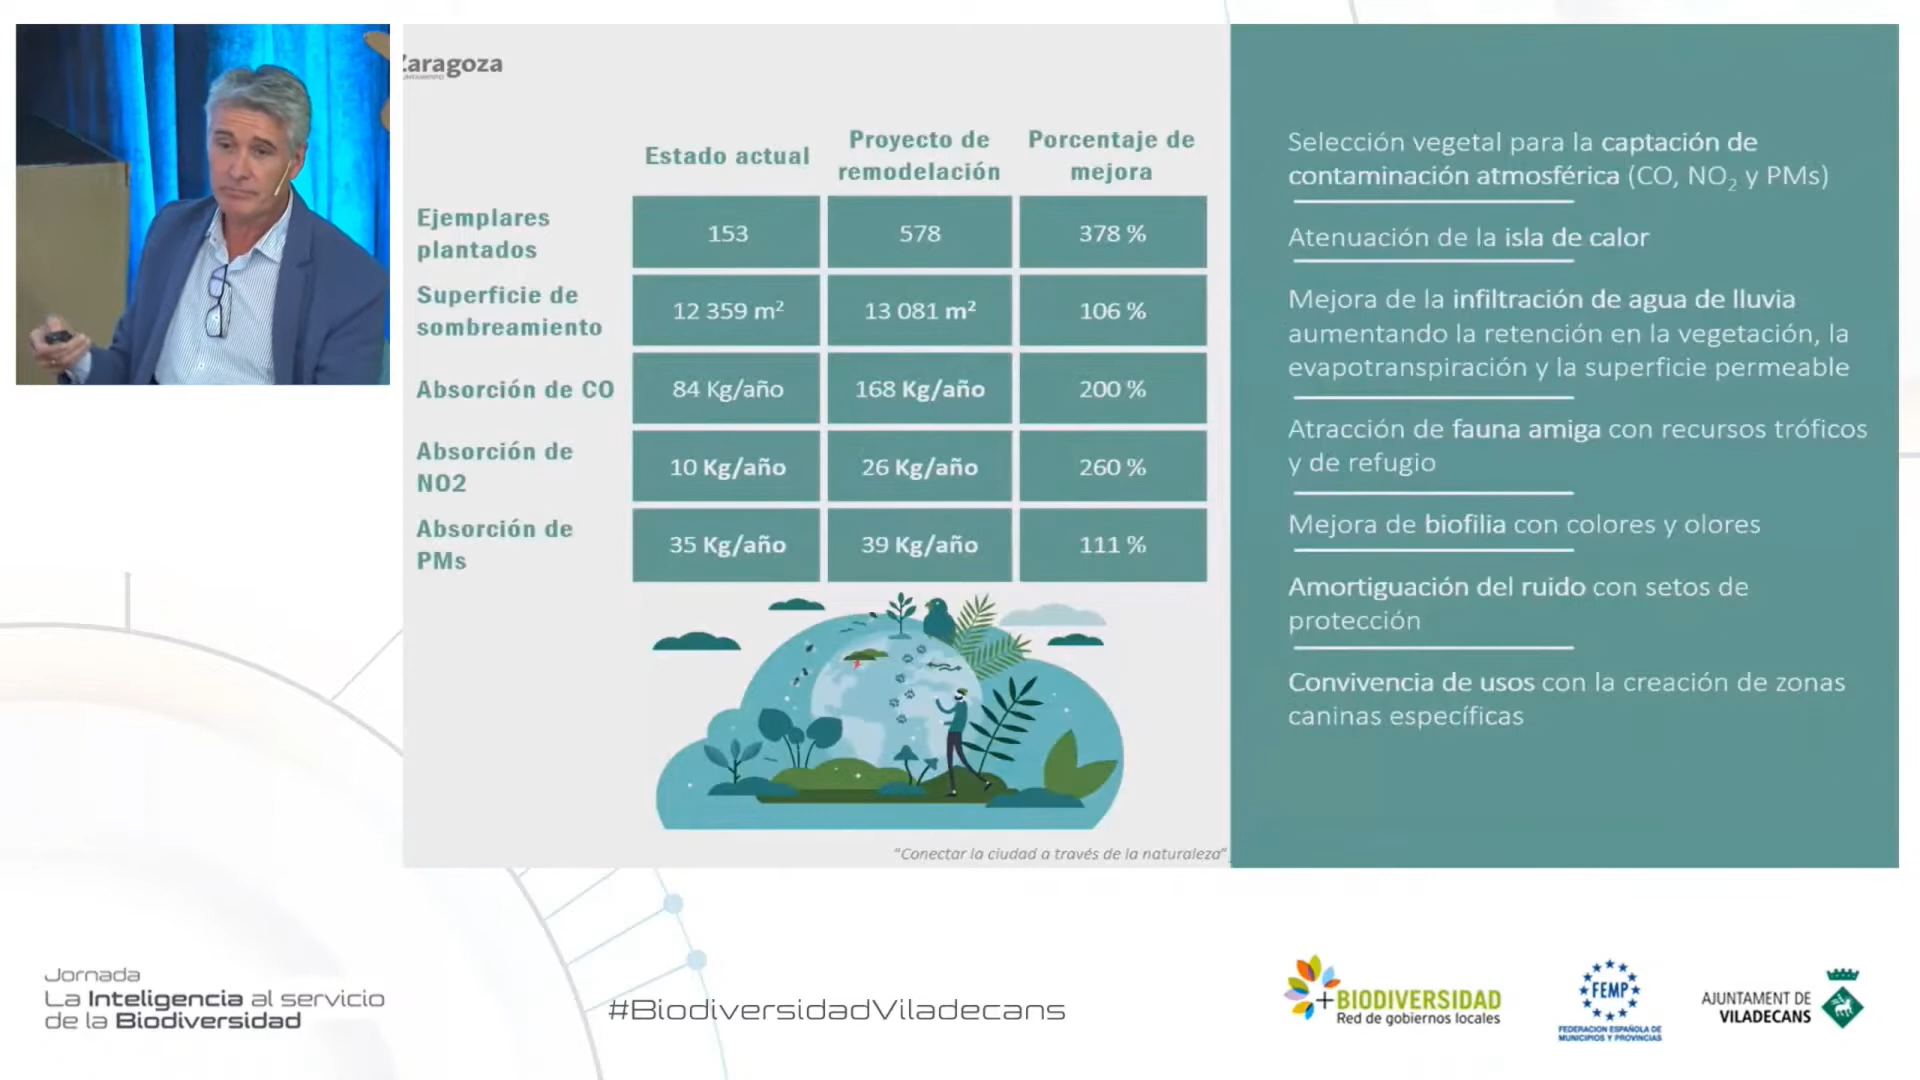 Zaragoza
AYUNTAMIENTO
Estado actual
Proyecto de
remodelación
Porcentaje de
mejora
Ejemplares
plantados
153
578
378 %
Superficie de
sombreamiento
12 359 m²
13 081 m²
106 %
Absorción de CO
84 Kg/año
168 Kg/año
200 %
Absorción de
NO2
10 Kg/año
26 Kg/año
260 %
Absorción de
PMs
35 Kg/año
39 Kg/año
111 %
"Conectar la ciudad a través de la naturaleza"
Selección vegetal para la captación de
contaminación atmosférica (CO, NO₂ y PMs)
Atenuación de la isla de calor
Mejora de la infiltración de agua de lluvia
aumentando la retención en la vegetación, la
evapotranspiración y la superficie permeable
Atracción de fauna amiga con recursos tróficos
y de refugio
Mejora de biofilia con colores y olores
Amortiguación del ruido con setos de
protección
Convivencia de usos con la creación de zonas
caninas específicas
Jornada
La Inteligencia al servicio
de la Biodiversidad
#BiodiversidadViladecans
+BIODIVERSIDAD
Red de gobiernos locales
FEMP
FEDERACION ESPAÑOLA DE
MUNICIPIOS Y PROVINCIAS
AJUNTAMENT DE
VILADECANS